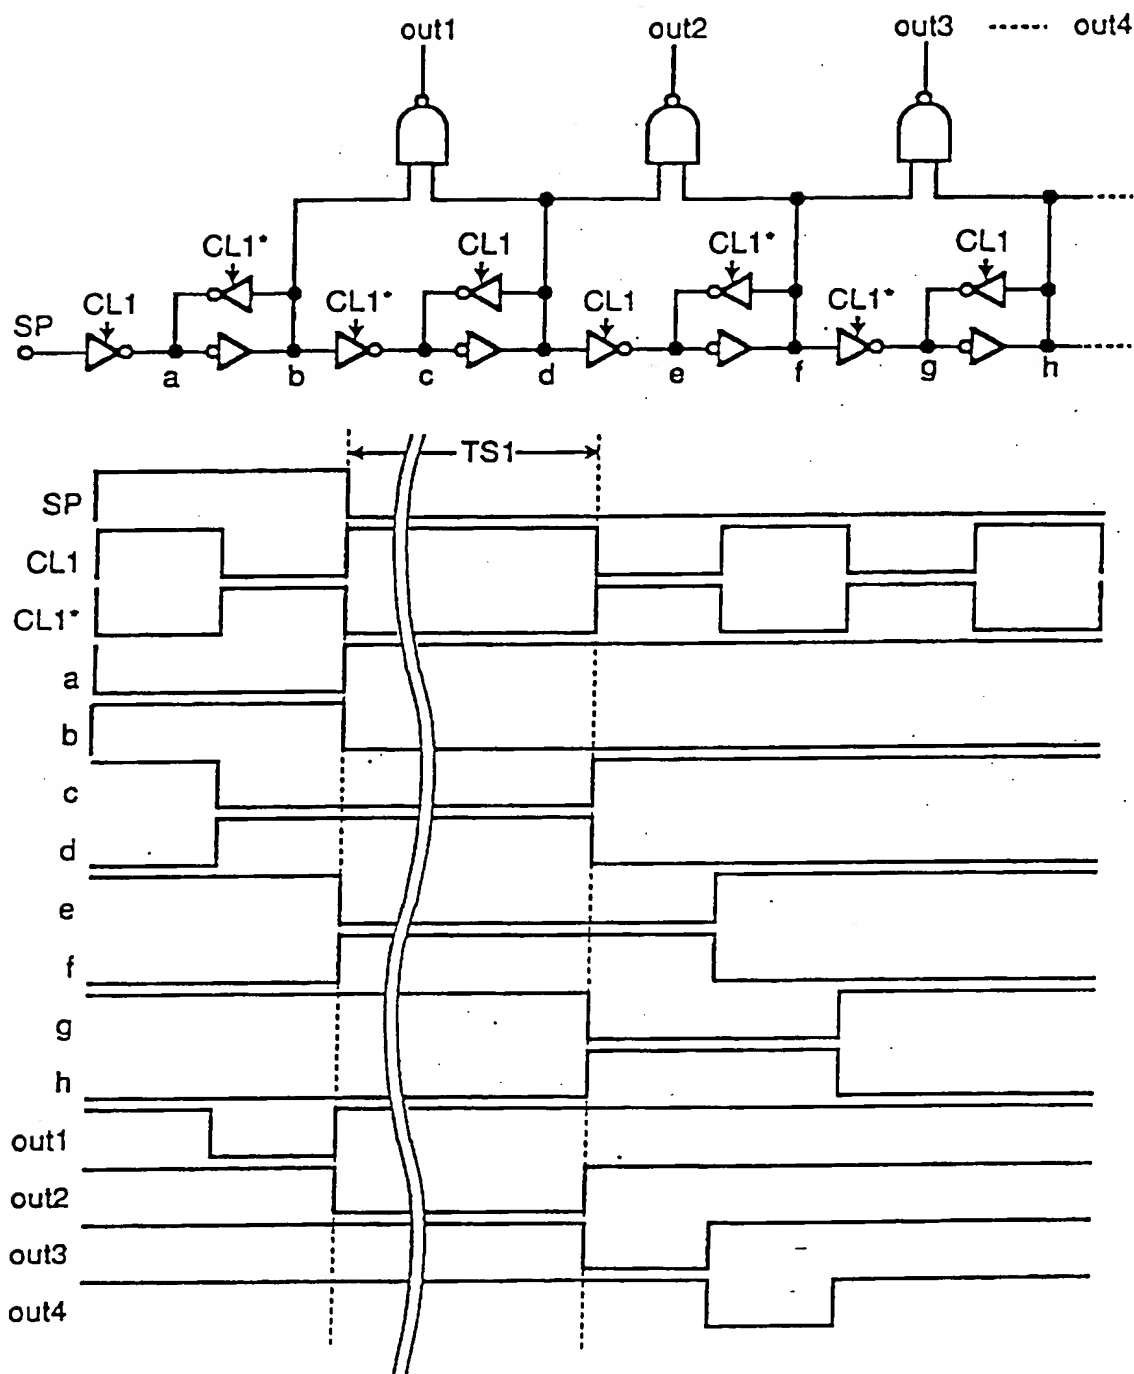 out1 out2 out3 out4
CL1* CL1 CL1* CL1
SP CL1 CL1* CL1 CL1*
a b c d e f g h
TS1
SP
CL1
CL1*
a
b
c
d
e
f
g
h
out1
out2
out3
out4